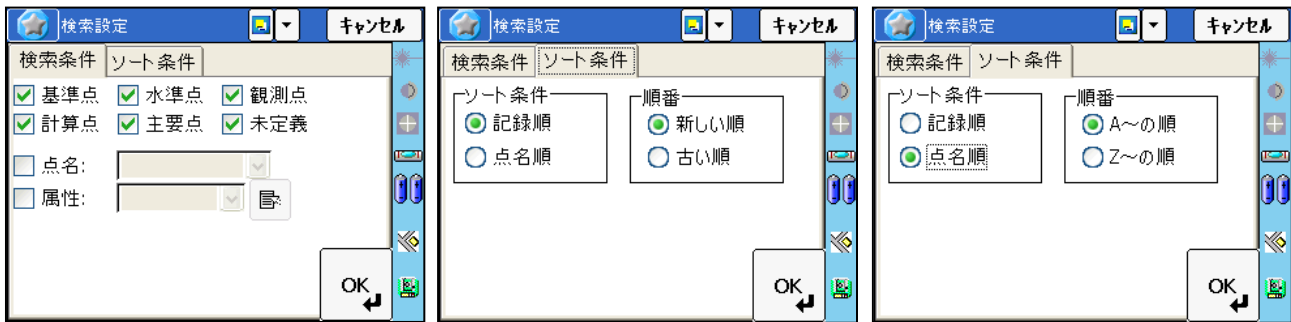 検索設定
キャンセル
検索条件 ソート条件
基準点 水準点 観測点
計算点 主要点 未定義
点名:
属性:
OK
検索設定
キャンセル
検索条件 ソート条件
ソート条件 順番
記録順 新しい順
点名順 古い順
OK
検索設定
キャンセル
検索条件 ソート条件
ソート条件 順番
記録順 A～の順
点名順 Z～の順
OK